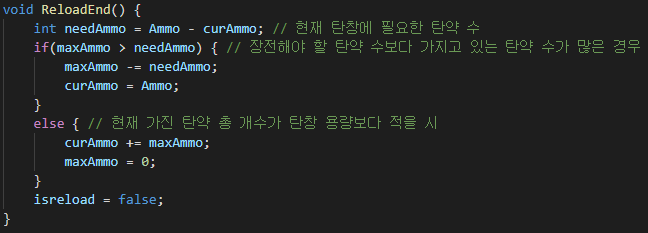 void ReloadEnd() {
    int needAmmo = Ammo - curAmmo; // 현재 탄창에 필요한 탄약 수
    if(maxAmmo > needAmmo) { // 장전해야 할 탄약 수보다 가지고 있는 탄약 수가 많은 경우
        maxAmmo -= needAmmo;
        curAmmo = Ammo;
    }
    else { // 현재 가진 탄약 총 개수가 탄창 용량보다 적을 시
        curAmmo += maxAmmo;
        maxAmmo = 0;
    }
    isreload = false;
}